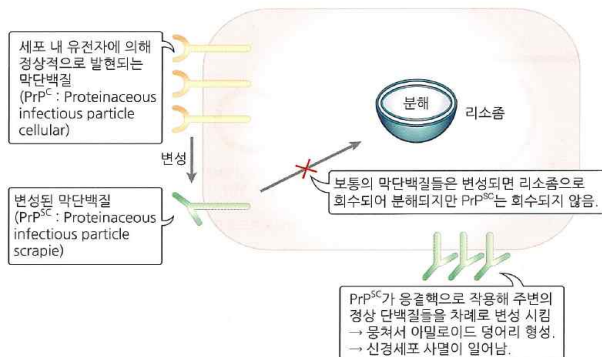 세포 내 유전자에 의해
정상적으로 발현되는
막단백질
(PrP^C : Proteinaceous
infectious particle
cellular)
변성
변성된 막단백질
(PrP^SC : Proteinaceous
infectious particle
scrapie)
분해
리소좀
보통의 막단백질들은 변성되면 리소좀으로
회수되어 분해되지만 PrP^SC는 회수되지 않음.
PrP^SC가 응결핵으로 작용해 주변의
정상 단백질들을 차례로 변성 시킴
→ 뭉쳐서 아밀로이드 덩어리 형성.
→ 신경세포 사멸이 일어남.